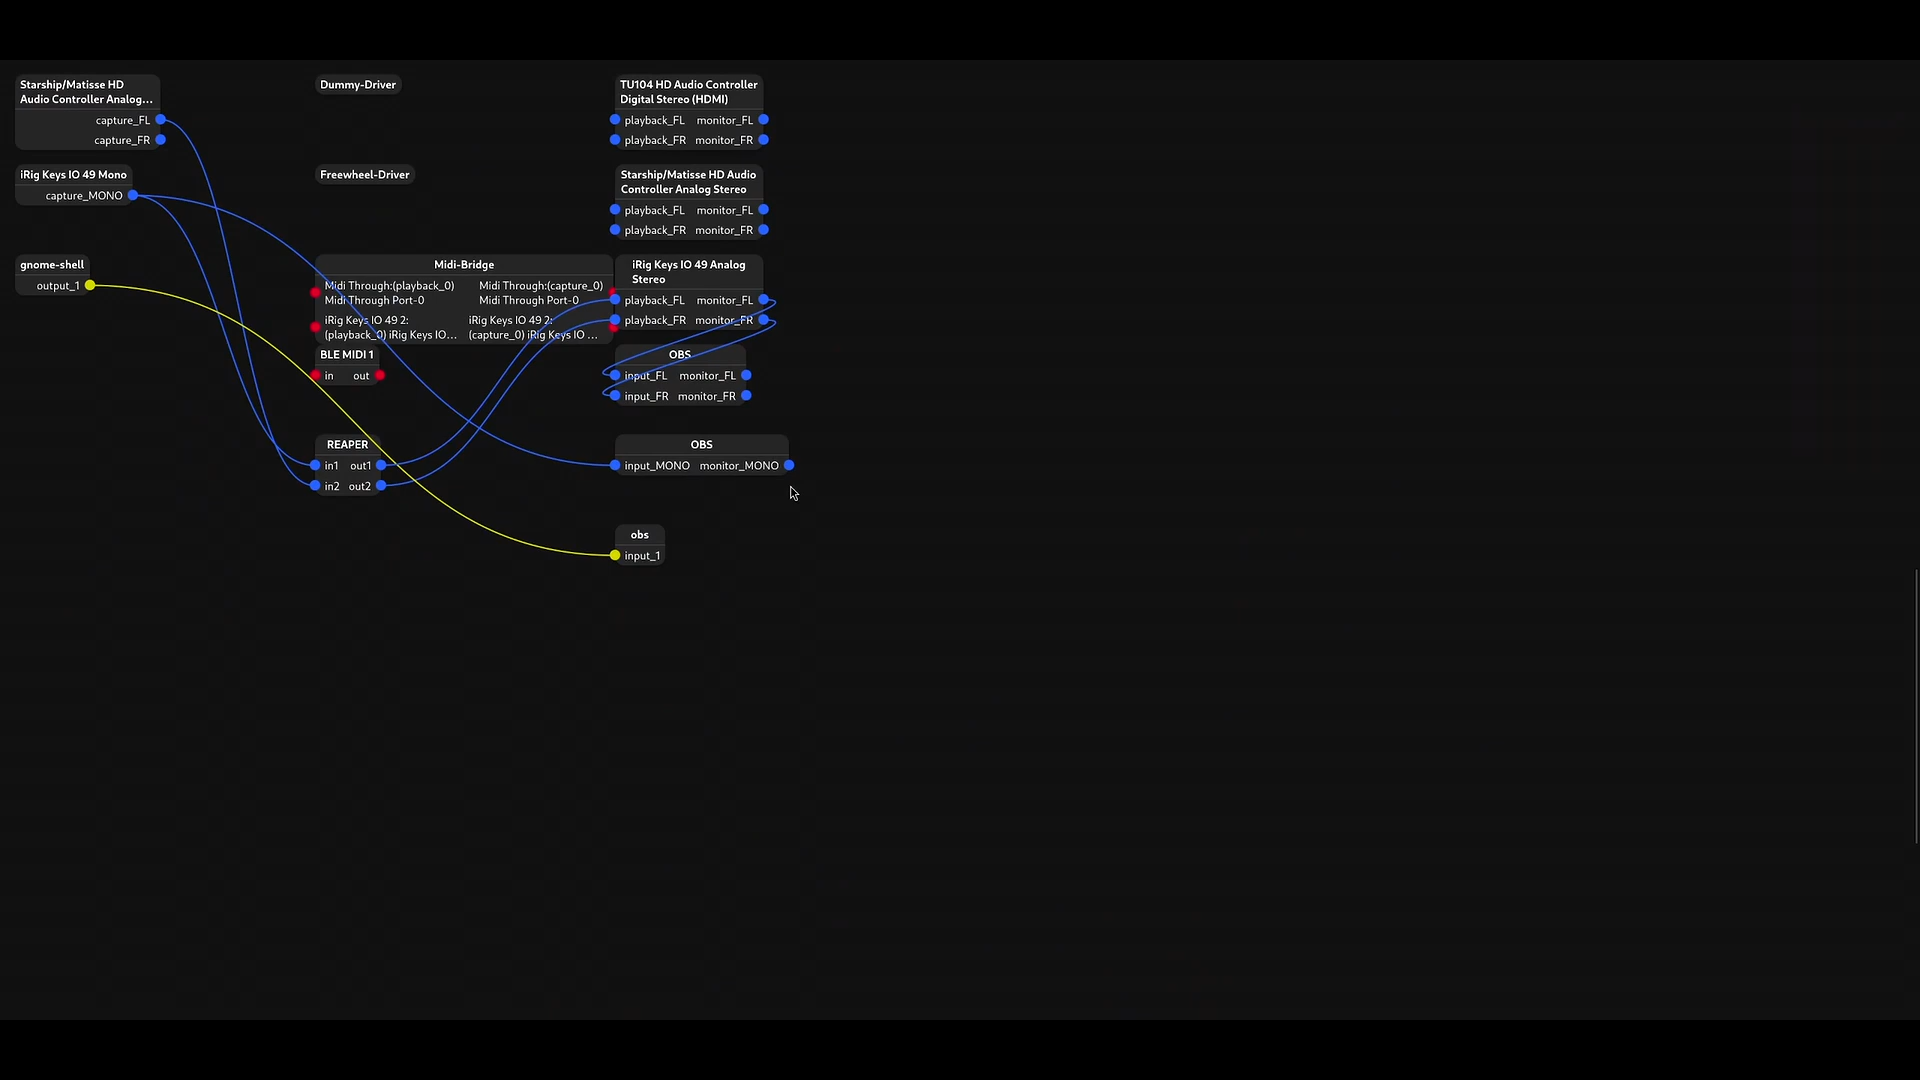 Starship/Matisse HD
Audio Controller Analog...
capture_FL
capture_FR
iRig Keys IO 49 Mono
capture_MONO
gnome-shell
output_1
Dummy-Driver
Freewheel-Driver
Midi-Bridge
Midi Through:(playback_0) Midi Through:(capture_0)
Midi Through Port-0 Midi Through Port-0
iRig Keys IO 49 2: iRig Keys IO 49 2:
(playback_0) iRig Keys IO... (capture_0) iRig Keys IO ...
BLE MIDI 1
in out
REAPER
in1 out1
in2 out2
TU104 HD Audio Controller
Digital Stereo (HDMI)
playback_FL monitor_FL
playback_FR monitor_FR
Starship/Matisse HD Audio
Controller Analog Stereo
playback_FL monitor_FL
playback_FR monitor_FR
iRig Keys IO 49 Analog
Stereo
playback_FL monitor_FL
playback_FR monitor_FR
OBS
input_FL monitor_FL
input_FR monitor_FR
OBS
input_MONO monitor_MONO
obs
input_1